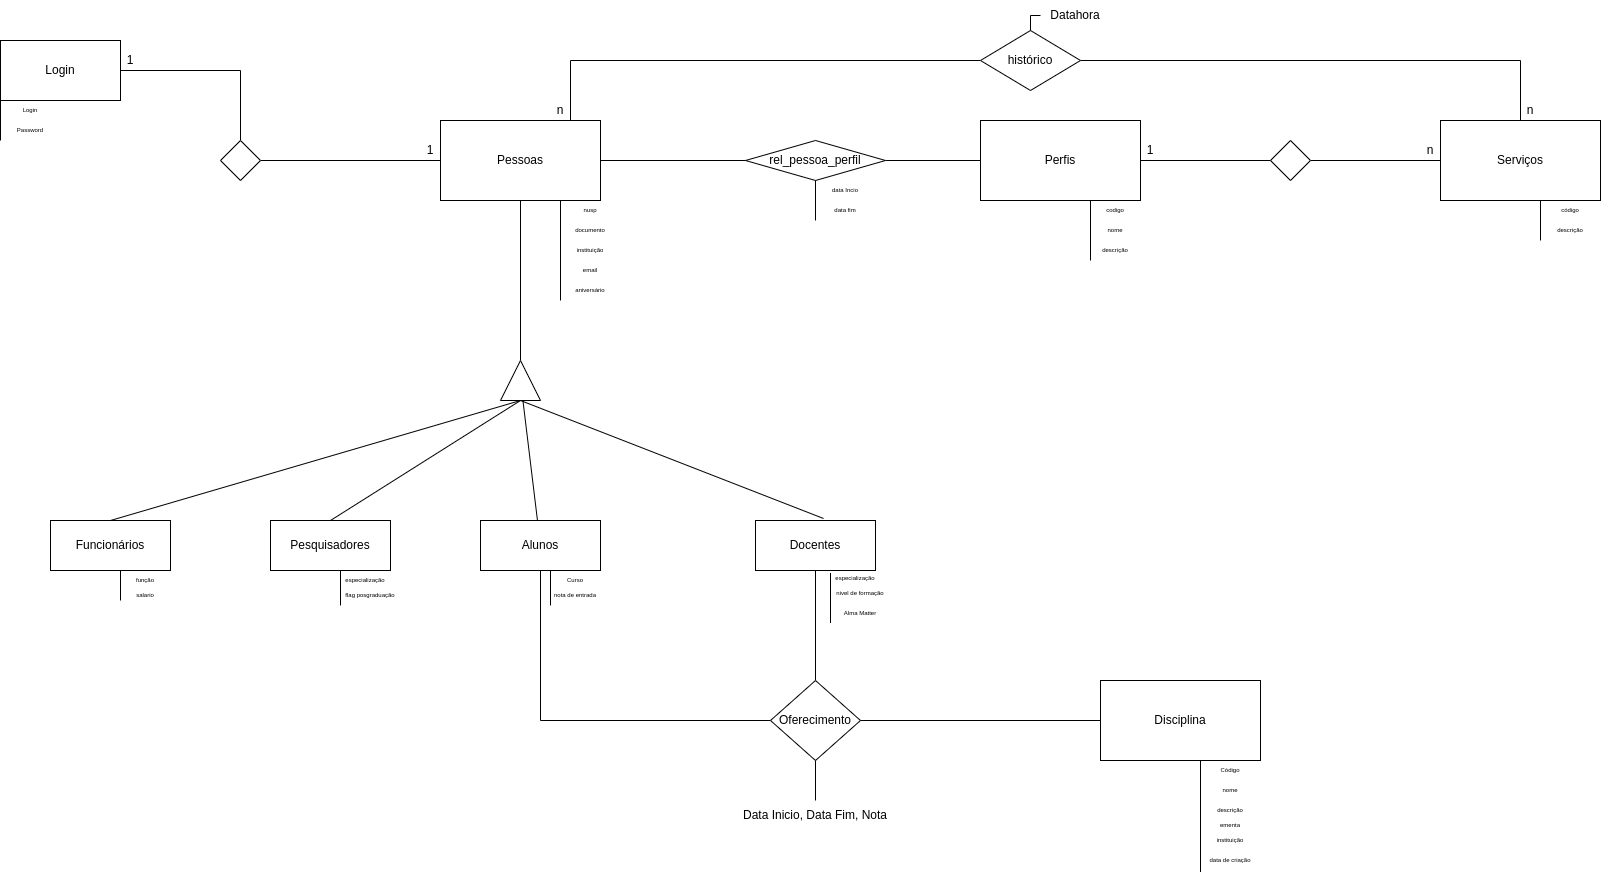 Datahora
histórico
Login
1
Login
Password
n
n
1
Pessoas
rel_pessoa_perfil
Perfis
1
n
Serviços
data Incio
data fim
nusp
documento
instituição
email
aniversário
codigo
nome
descrição
código
descrição
Funcionários
Pesquisadores
Alunos
Docentes
função
salario
especialização
flag posgraduação
Curso
nota de entrada
especialização
nivel de formação
Alma Matter
Oferecimento
Disciplina
Data Inicio, Data Fim, Nota
Código
nome
descrição
ementa
instituição
data de criação